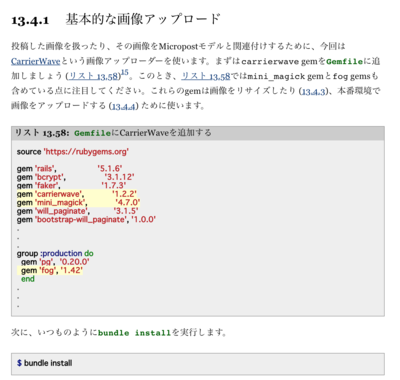 13.4.1 基本的な画像アップロード
投稿した画像を扱ったり、その画像をMicropostモデルと関連付けするために、今回は
CarrierWaveという画像アップローダーを使います。まずはcarrierwave gemをGemfileに追
加しましょう (リスト 13.58)15。このとき、リスト 13.58ではmini_magick gemとfog gemsも
含めている点に注目してください。これらのgemは画像をリサイズしたり (13.4.3)、本番環境で
画像をアップロードする (13.4.4) ために使います。
リスト 13.58: GemfileにCarrierWaveを追加する
source 'https://rubygems.org'
gem 'rails', '5.1.6'
gem 'bcrypt', '3.1.12'
gem 'faker', '1.7.3'
gem 'carrierwave', '1.2.2'
gem 'mini_magick', '4.7.0'
gem 'will_paginate', '3.1.5'
gem 'bootstrap-will_paginate', '1.0.0'
.
.
.
group :production do
gem 'pg', '0.20.0'
gem 'fog', '1.42'
end
.
.
.
次に、いつものようにbundle installを実行します。
$ bundle install